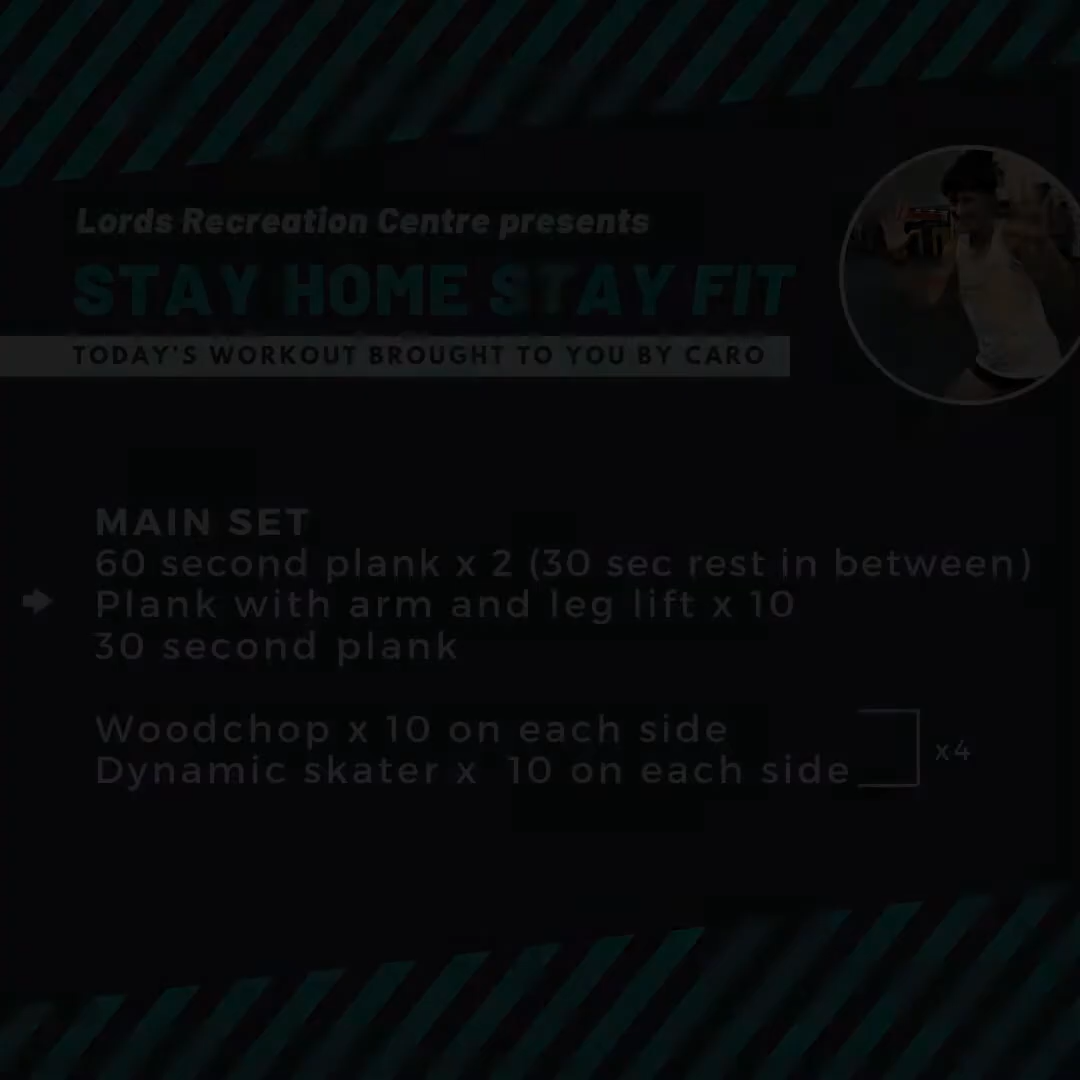 Lords Recreation Centre presents
STAY HOME STAY FIT
TODAY'S WORKOUT BROUGHT TO YOU BY CARO
MAIN SET
60 second plank x 2 (30 sec rest in between)
Plank with arm and leg lift x 10
30 second plank
Woodchop x 10 on each side
Dynamic skater x 10 on each side
x4